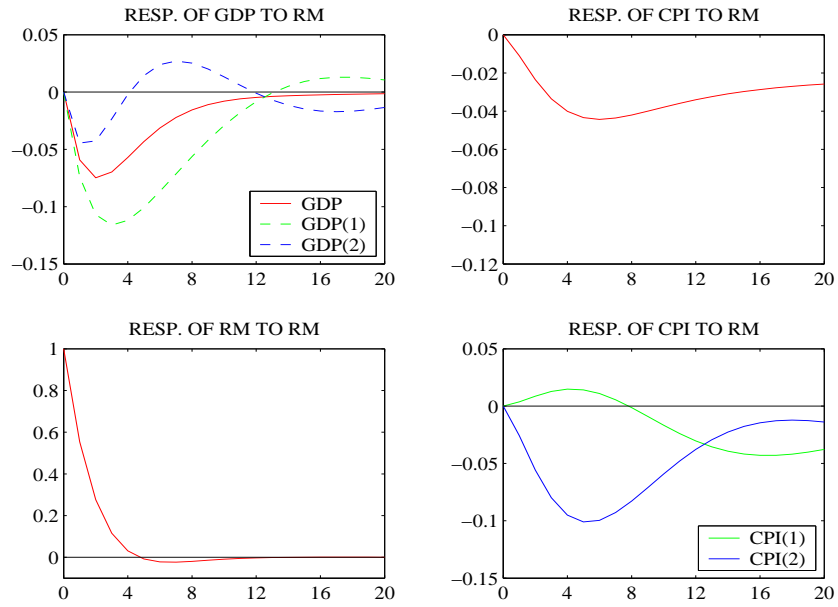 RESP. OF GDP TO RM
0.05
0
−0.05
−0.1
−0.15
0 4 8 12 16 20
GDP
GDP(1)
GDP(2)
RESP. OF CPI TO RM
0
−0.02
−0.04
−0.06
−0.08
−0.1
−0.12
0 4 8 12 16 20
RESP. OF RM TO RM
1
0.8
0.6
0.4
0.2
0
0 4 8 12 16 20
RESP. OF CPI TO RM
0.05
0
−0.05
−0.1
−0.15
0 4 8 12 16 20
CPI(1)
CPI(2)